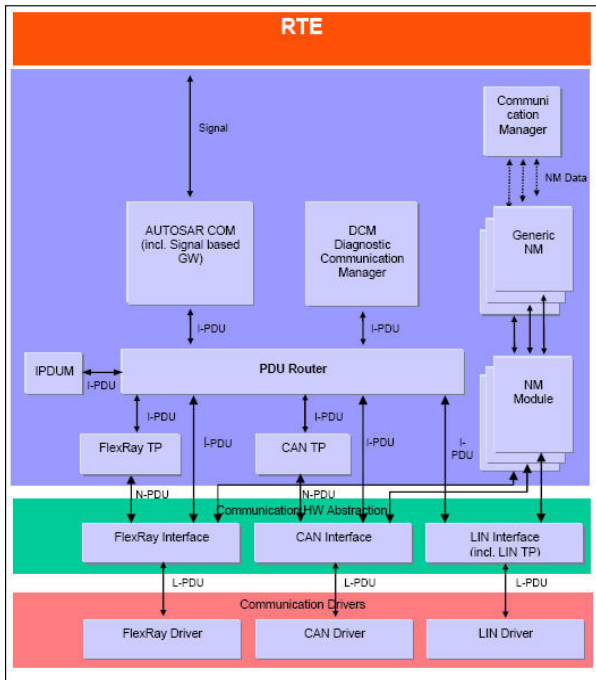 RTE
Communi
cation
Manager
Signal
NM Data
AUTOSAR COM
(incl. Signal based
GW)
DCM
Diagnostic
Communication
Manager
Generic
NM
I-PDU
I-PDU
IPDUM
I-PDU
PDU Router
NM
Module
I-PDU
I-PDU
I-PDU
I-PDU
I-
PDU
FlexRay TP
CAN TP
N-PDU
N-PDU
Communication HW Abstraction
FlexRay Interface
CAN Interface
LIN Interface
(incl. LIN TP)
L-PDU
L-PDU
L-PDU
Communication Drivers
FlexRay Driver
CAN Driver
LIN Driver